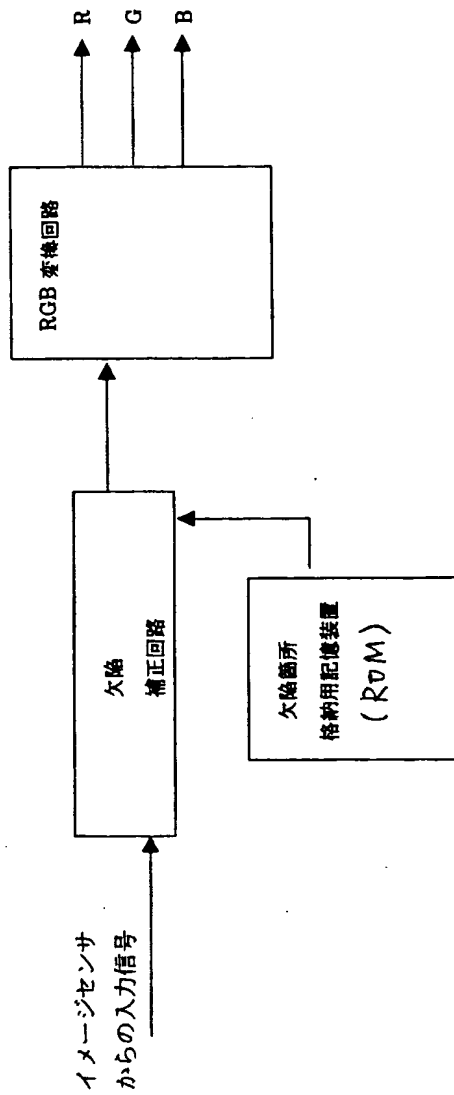 イメージセンサ
からの入力信号
欠陥
補正回路
欠陥箇所
格納用記憶装置
(ROM)
RGB 変換回路
R
G
B